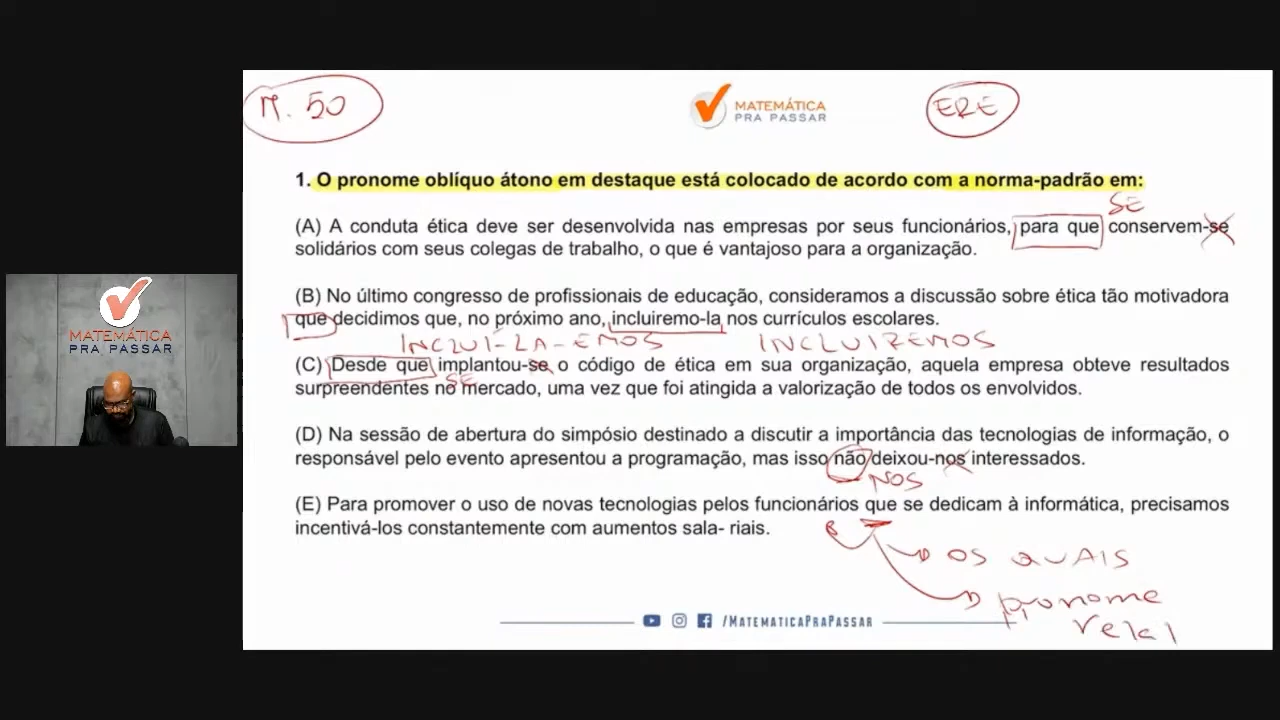 M. 50
MATEMÁTICA
PRA PASSAR
ERE
1. O pronome oblíquo átono em destaque está colocado de acordo com a norma-padrão em:
SE
(A) A conduta ética deve ser desenvolvida nas empresas por seus funcionários, para que conservem-se
solidários com seus colegas de trabalho, o que é vantajoso para a organização.
(B) No último congresso de profissionais de educação, consideramos a discussão sobre ética tão motivadora
que decidimos que, no próximo ano, incluiremo-la nos currículos escolares.
INCLUÍ-LA-EMOS INCLUIREMOS
(C) Desde que implantou-se o código de ética em sua organização, aquela empresa obteve resultados
SE
surpreendentes no mercado, uma vez que foi atingida a valorização de todos os envolvidos.
(D) Na sessão de abertura do simpósio destinado a discutir a importância das tecnologias de informação, o
responsável pelo evento apresentou a programação, mas isso não deixou-nos interessados.
NOS
(E) Para promover o uso de novas tecnologias pelos funcionários que se dedicam à informática, precisamos
incentivá-los constantemente com aumentos sala- riais.
OS QUAIS
pronome
relat
/MATEMATICAPRAPASSAR
MATEMÁTICA
PRA PASSAR